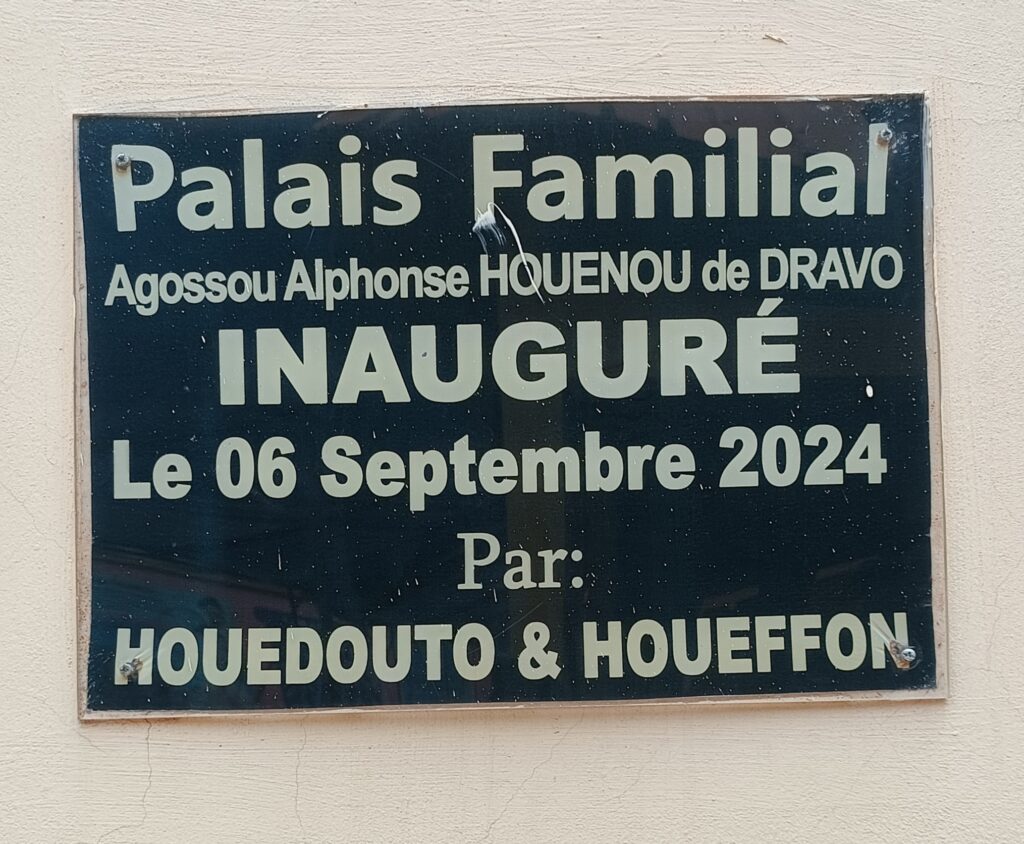 Palais Familial
Agossou Alphonse HOUENOU de DRAVO
INAUGURÉ
Le 06 Septembre 2024
Par:
HOUEDOUTO & HOUEFFON